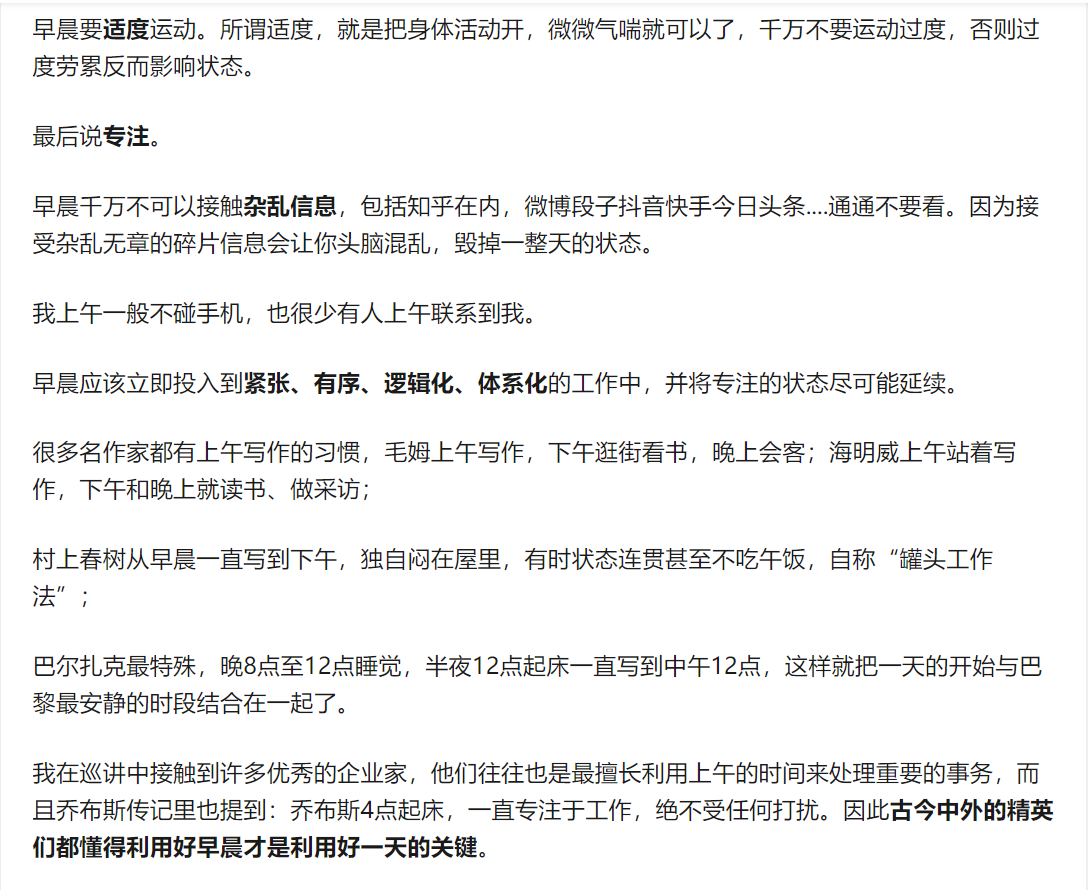 早晨要适度运动。所谓适度，就是把身体活动开，微微气喘就可以了，千万不要运动过度，否则过
度劳累反而影响状态。
最后说专注。
早晨千万不可以接触杂乱信息，包括知乎在内，微博段子抖音快手今日头条....通通不要看。因为接
受杂乱无章的碎片信息会让你头脑混乱，毁掉一整天的状态。
我上午一般不碰手机，也很少有人上午联系到我。
早晨应该立即投入到紧张、有序、逻辑化、体系化的工作中，并将专注的状态尽可能延续。
很多名作家都有上午写作的习惯，毛姆上午写作，下午逛街看书，晚上会客；海明威上午站着写
作，下午和晚上就读书、做采访；
村上春树从早晨一直写到下午，独自闷在屋里，有时状态连贯甚至不吃午饭，自称“罐头工作
法”；
巴尔扎克最特殊，晚8点至12点睡觉，半夜12点起床一直写到中午12点，这样就把一天的开始与巴
黎最安静的时段结合在一起了。
我在巡讲中接触到许多优秀的企业家，他们往往也是最擅长利用上午的时间来处理重要的事务，而
且乔布斯传记里也提到：乔布斯4点起床，一直专注于工作，绝不受任何打扰。因此古今中外的精英
们都懂得利用好早晨才是利用好一天的关键。